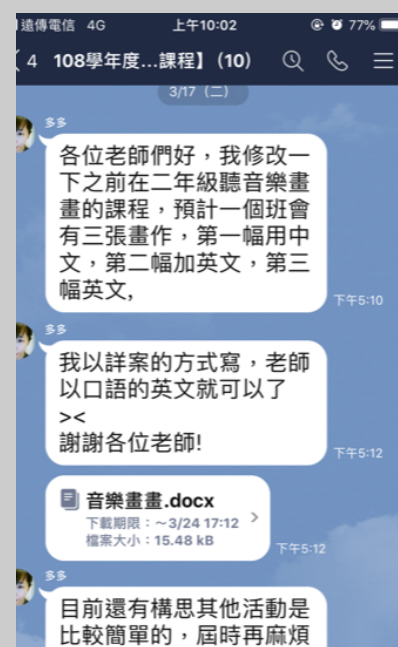 遠傳電信 4G 上午10:02 77%
4 108學年度...課程】(10)
3/17（二）
多多
各位老師們好，我修改一
下之前在二年級聽音樂畫
畫的課程，預計一個班會
有三張畫作，第一幅用中
文，第二幅加英文，第三
幅英文,
下午5:10
多多
我以詳案的方式寫，老師
以口語的英文就可以了
><
謝謝各位老師!
下午5:12
音樂畫畫.docx
下載期限：～3/24 17:12
檔案大小：15.48 kB
下午5:12
多多
目前還有構思其他活動是
比較簡單的，屆時再麻煩